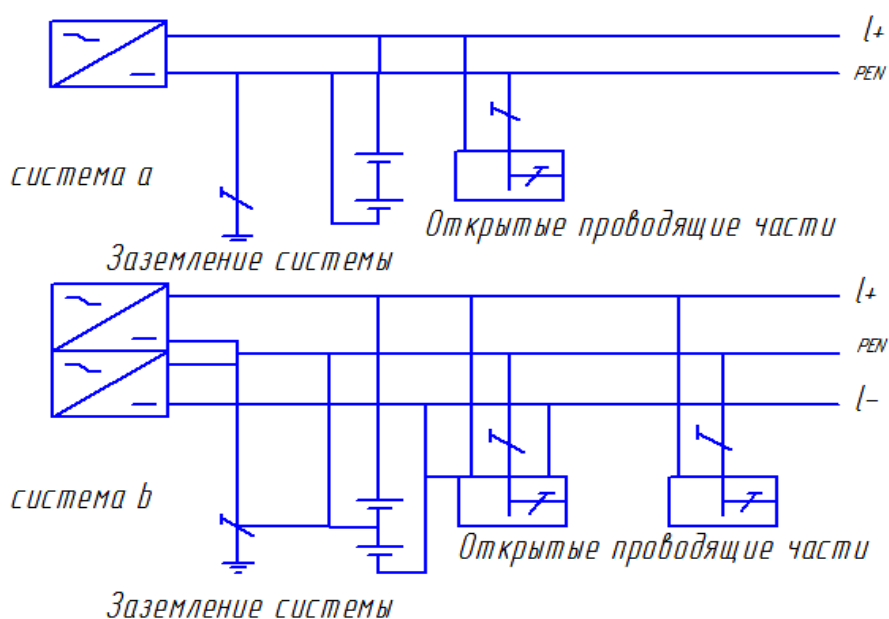 l+
PEN
система a
Открытые проводящие части
Заземление системы
l+
PEN
l-
система b
Открытые проводящие части
Заземление системы